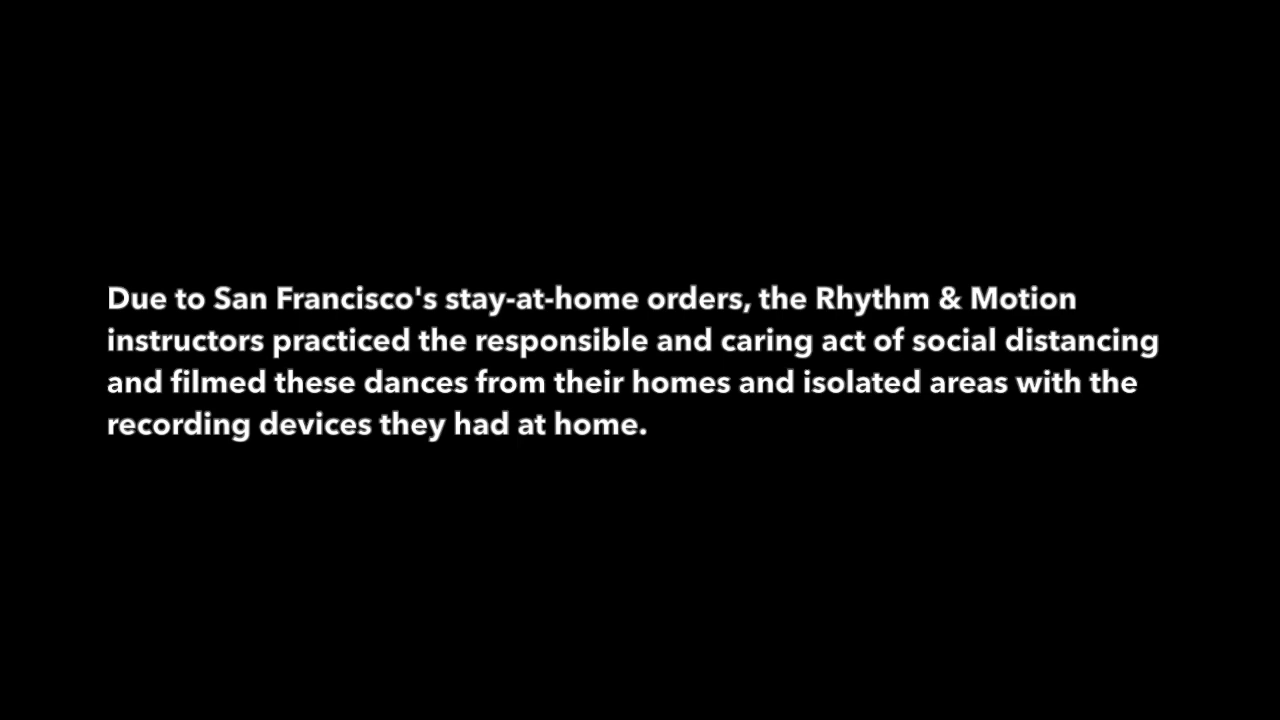 Due to San Francisco's stay-at-home orders, the Rhythm & Motion
instructors practiced the responsible and caring act of social distancing
and filmed these dances from their homes and isolated areas with the
recording devices they had at home.